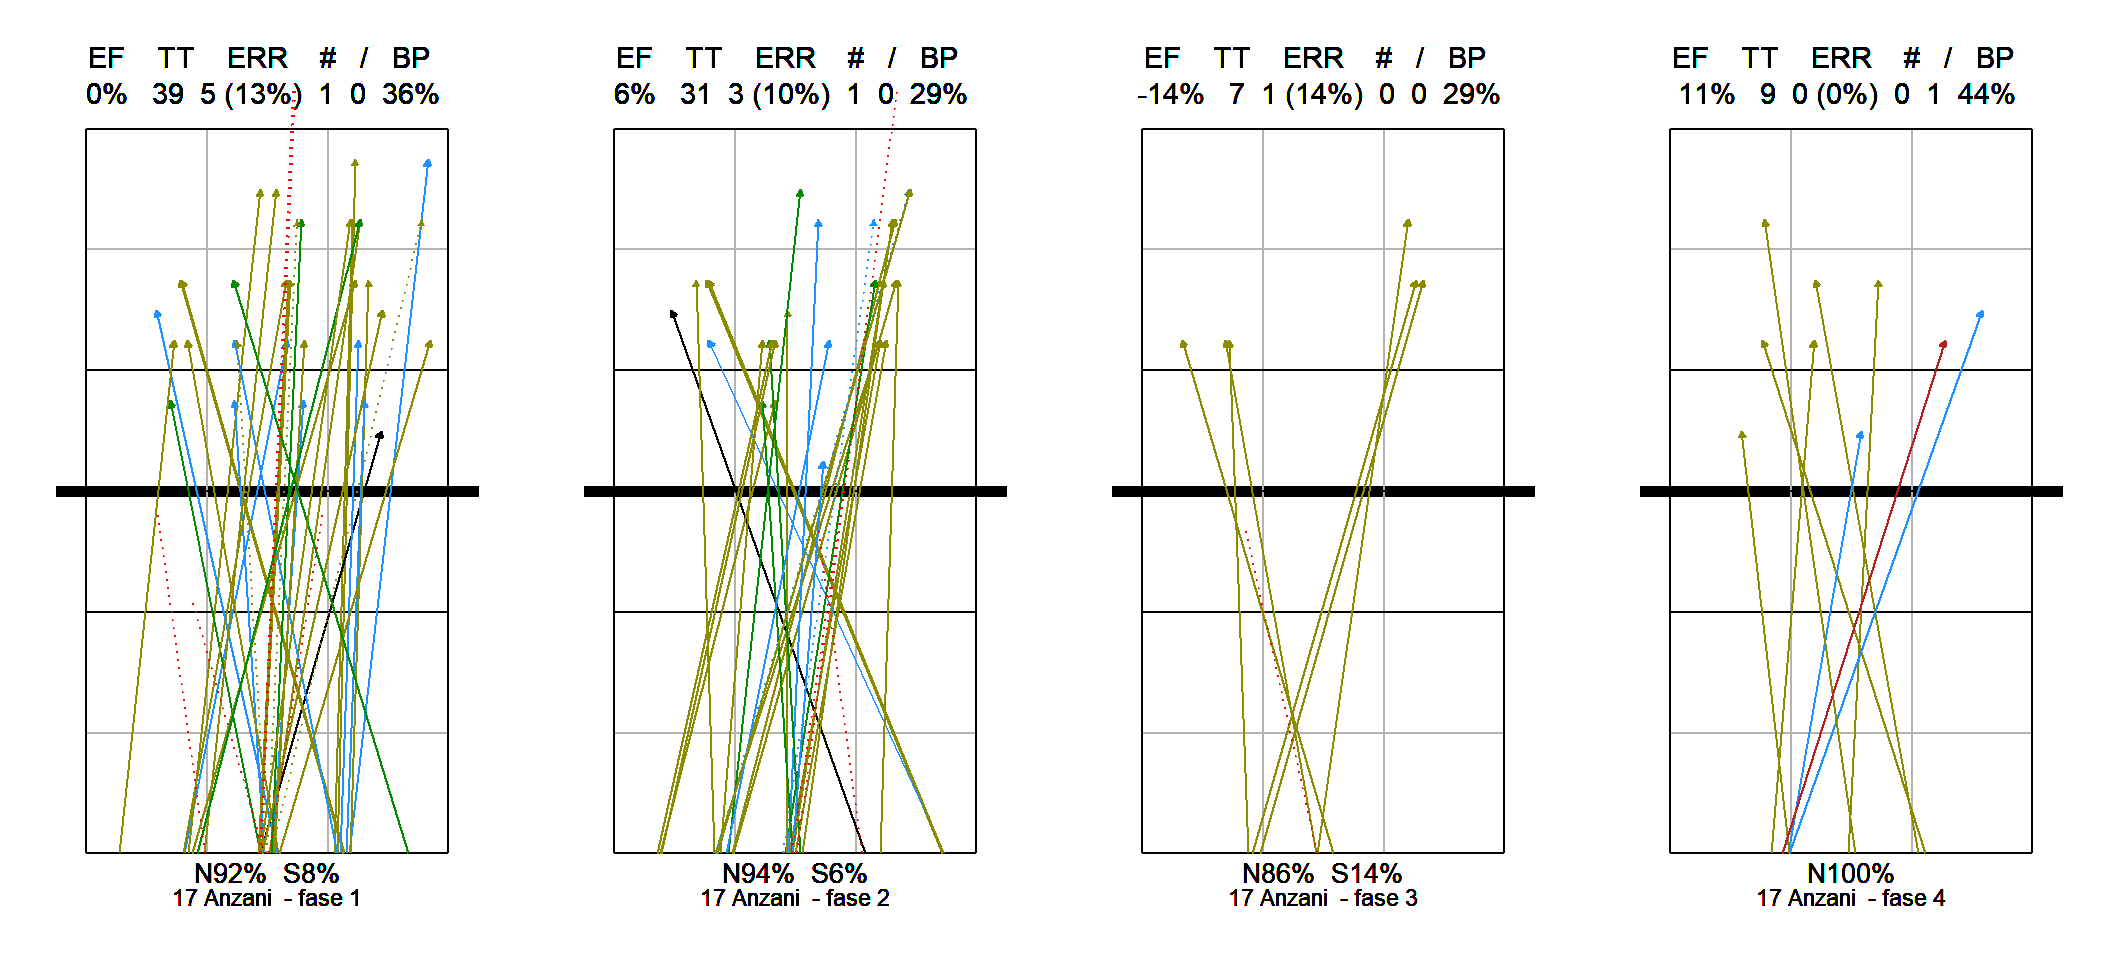 EF TT ERR # / BP
0% 39 5 (13%) 1 0 36%
N92% S8%
17 Anzani - fase 1
EF TT ERR # / BP
6% 31 3 (10%) 1 0 29%
N94% S6%
17 Anzani - fase 2
EF TT ERR # / BP
-14% 7 1 (14%) 0 0 29%
N86% S14%
17 Anzani - fase 3
EF TT ERR # / BP
11% 9 0 (0%) 0 1 44%
N100%
17 Anzani - fase 4